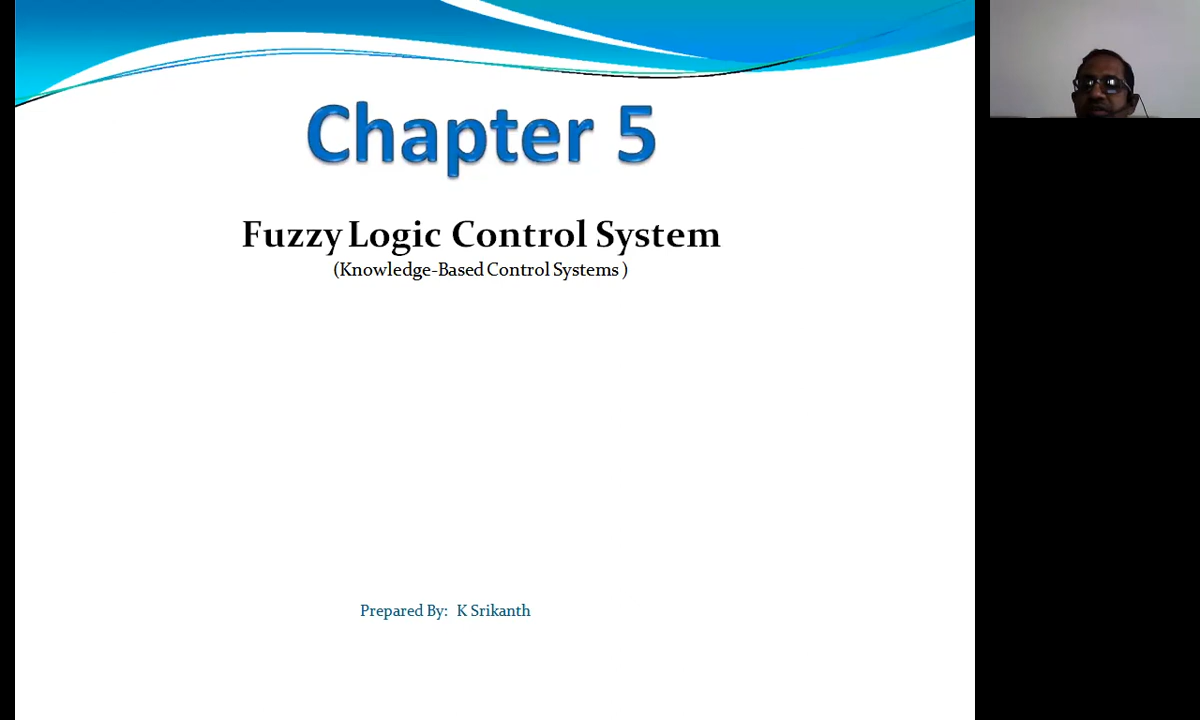 Chapter 5
Fuzzy Logic Control System
(Knowledge-Based Control Systems )
Prepared By: K Srikanth